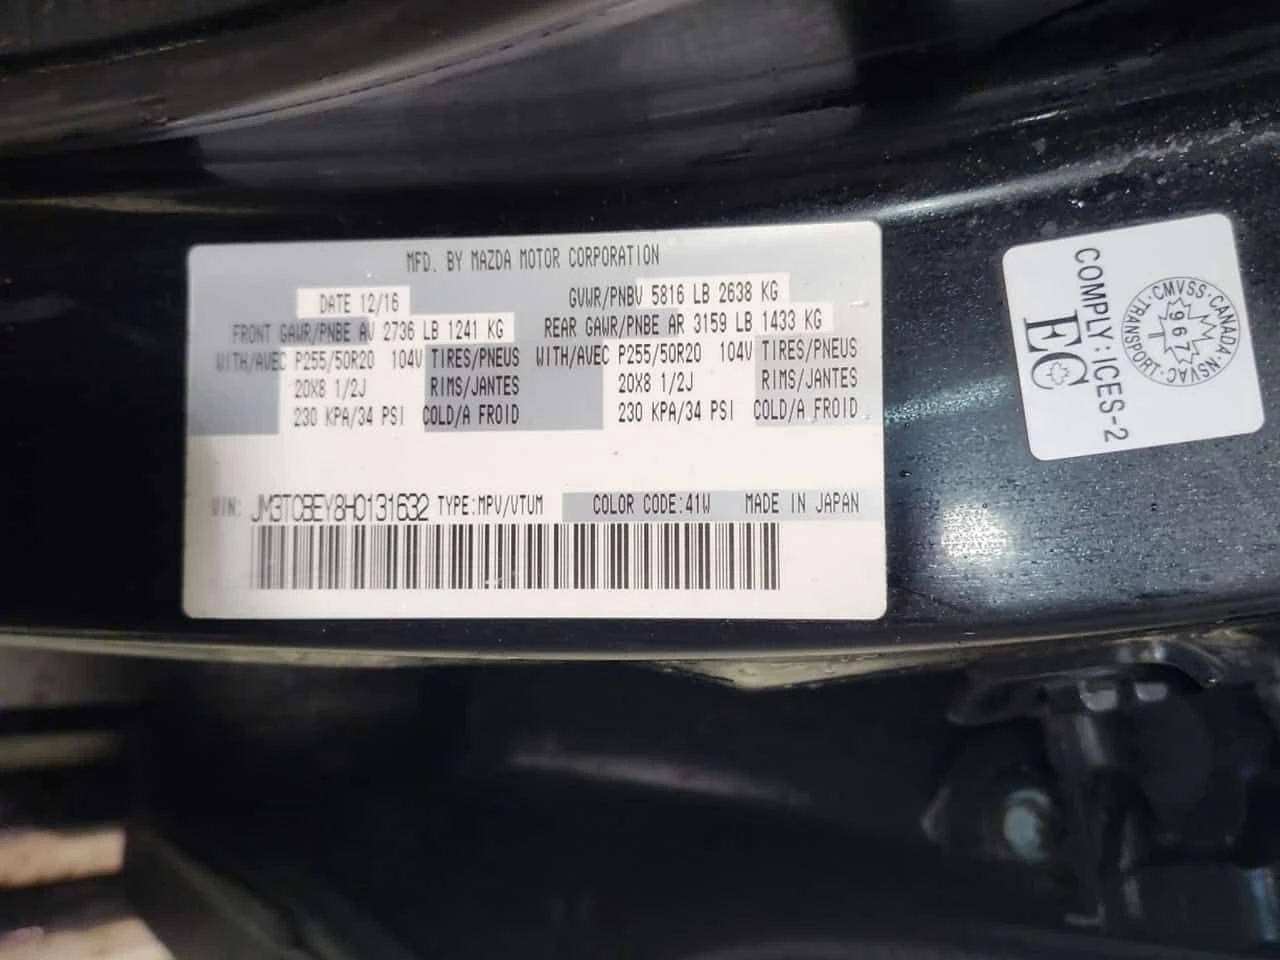 MFD. BY MAZDA MOTOR CORPORATION
DATE 12/16 GVWR/PNBV 5816 LB 2638 KG
FRONT GAWR/PNBE AV 2736 LB 1241 KG REAR GAWR/PNBE AR 3159 LB 1433 KG
WITH/AVEC P255/50R20 104V TIRES/PNEUS WITH/AVEC P255/50R20 104V TIRES/PNEUS
20X8 1/2J RIMS/JANTES 20X8 1/2J RIMS/JANTES
230 KPA/34 PSI COLD/A FROID 230 KPA/34 PSI COLD/A FROID
VIN: JM3TCBEY8H0131632 TYPE:MPV/VTUM COLOR CODE:41W MADE IN JAPAN
TRANSPORT·CMVSS·CANADA·NSVAC·
1967
COMPLY:ICES-2
EC